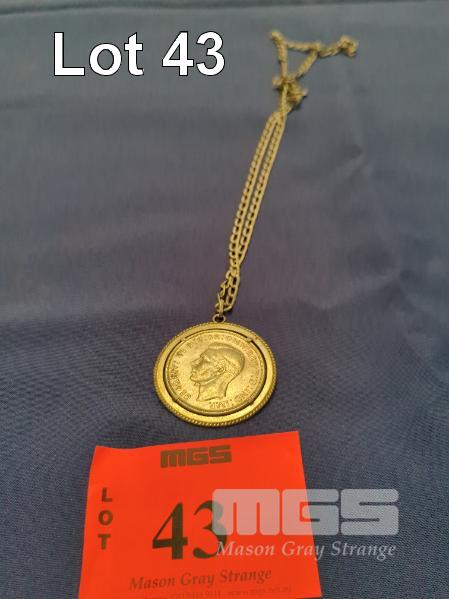 Lot 43
MGS
LOT
43
MGS
Mason Gray Strange
Mason Gray Strange